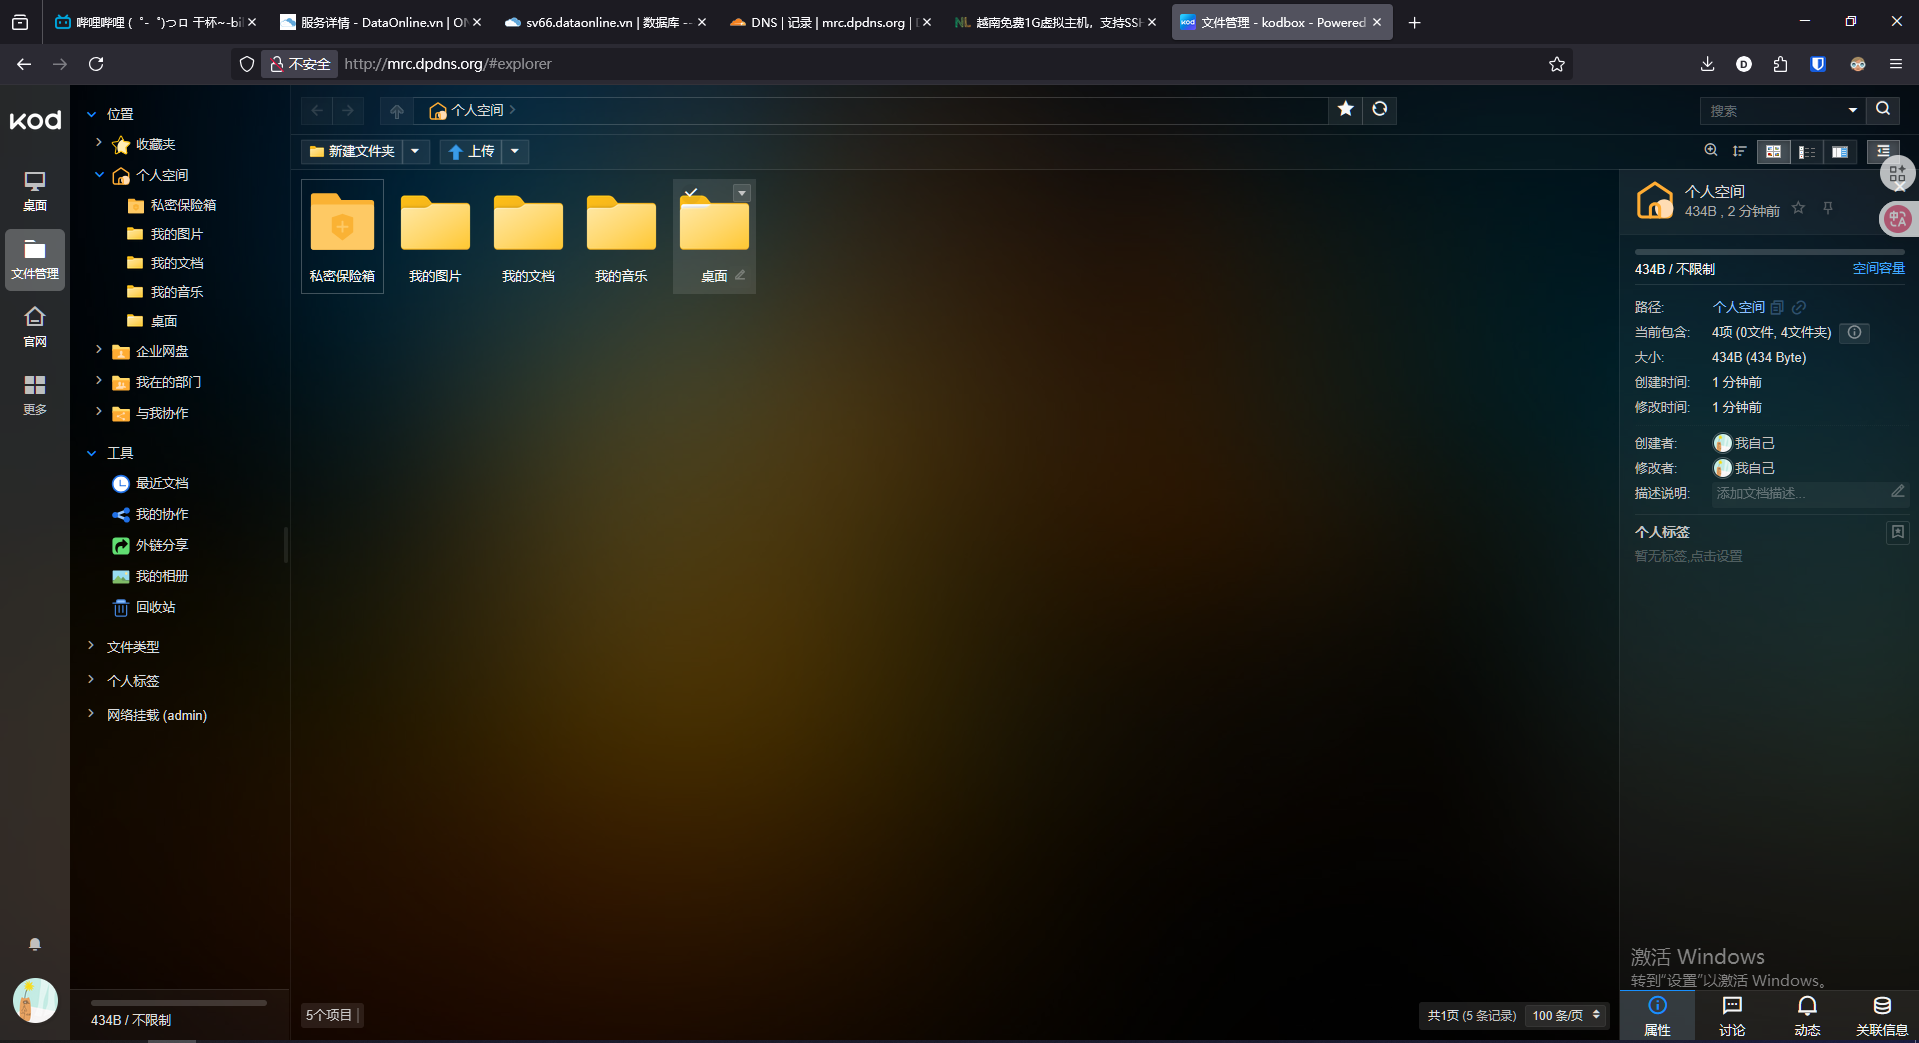 哔哩哔哩 (゜-゜)つロ 干杯~-bil
服务详情 - DataOnline.vn | ON
sv66.dataonline.vn | 数据库 -
DNS | 记录 | mrc.dpdns.org |
越南免费1G虚拟主机，支持SSH
文件管理 - kodbox - Powered
不安全
http://mrc.dpdns.org/#explorer
kod
桌面
文件管理
官网
更多
位置
收藏夹
个人空间
私密保险箱
我的图片
我的文档
我的音乐
桌面
企业网盘
我在的部门
与我协作
工具
最近文档
我的协作
外链分享
我的相册
回收站
文件类型
个人标签
网络挂载 (admin)
434B / 不限制
个人空间
搜索
新建文件夹
上传
私密保险箱
我的图片
我的文档
我的音乐
桌面
5个项目
共1页 (5 条记录)
100 条/页
个人空间
434B , 2 分钟前
434B / 不限制
空间容量
路径: 个人空间
当前包含: 4项 (0文件, 4文件夹)
大小: 434B (434 Byte)
创建时间: 1 分钟前
修改时间: 1 分钟前
创建者: 我自己
修改者: 我自己
描述说明: 添加文档描述...
个人标签
暂无标签,点击设置
激活 Windows
转到"设置"以激活 Windows。
属性
讨论
动态
关联信息